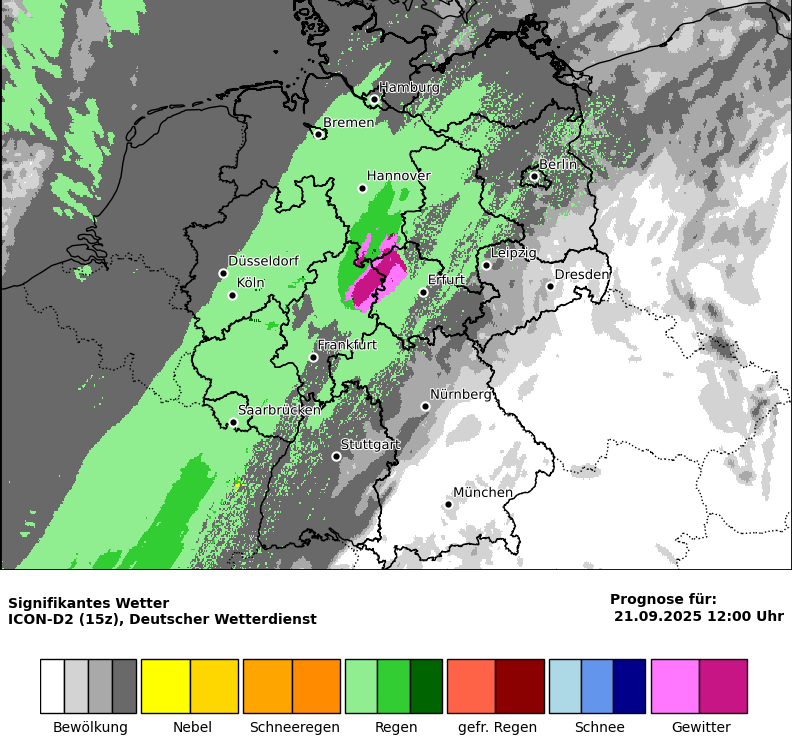 Hamburg
Bremen
Berlin
Hannover
Leipzig
Düsseldorf
Dresden
Köln
Erfurt
Frankfurt
Nürnberg
Saarbrücken
Stuttgart
München
Signifikantes Wetter
ICON-D2 (15z), Deutscher Wetterdienst
Prognose für:
21.09.2025 12:00 Uhr
Bewölkung Nebel Schneeregen Regen gefr. Regen Schnee Gewitter